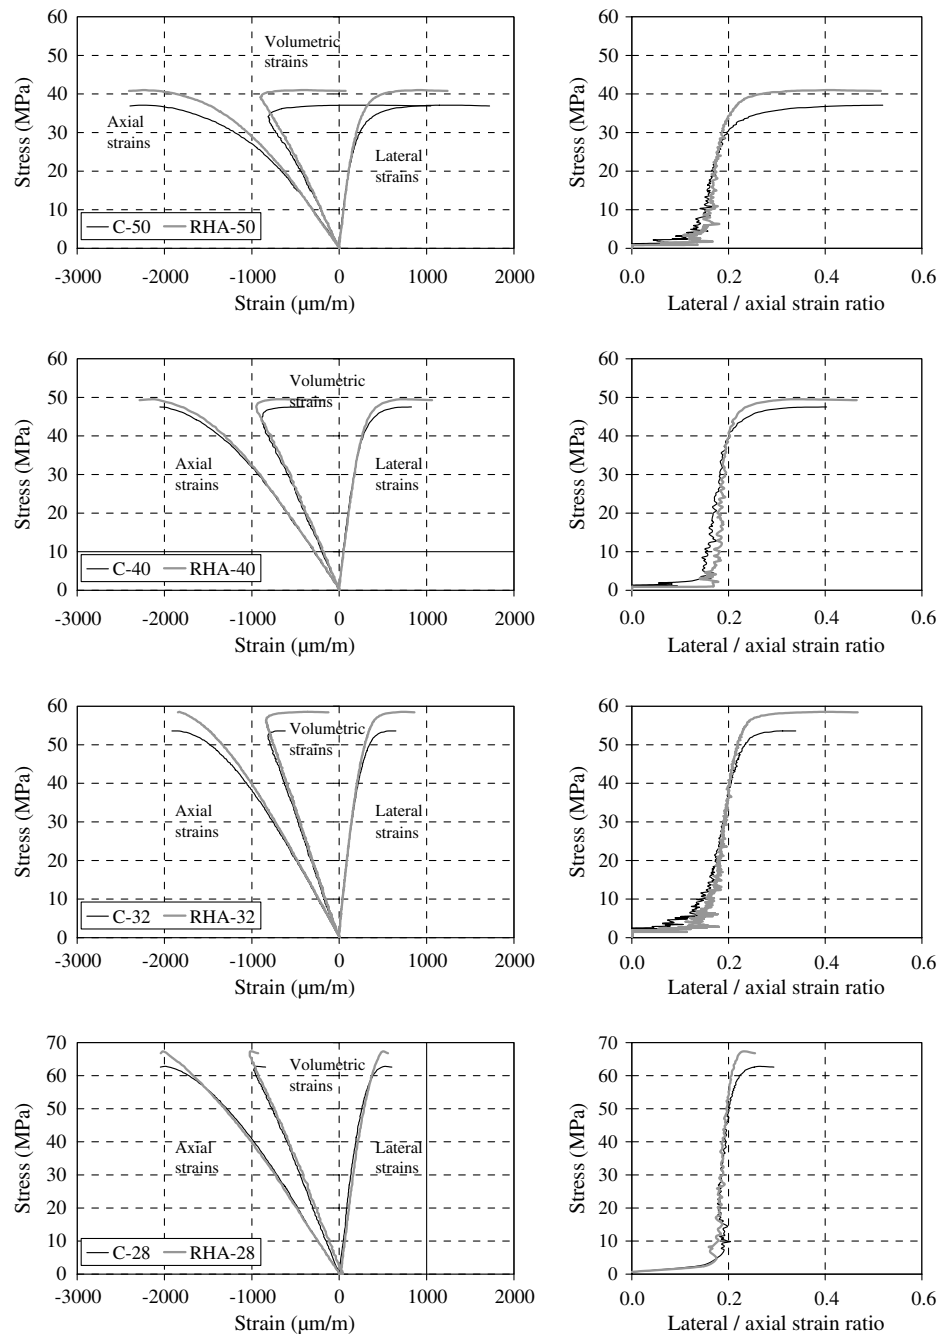 60
50
40
30
20
10
0
Stress (MPa)
Volumetric
strains
Axial
strains
Lateral
strains
C-50 RHA-50
-3000 -2000 -1000 0 1000 2000
Strain (µm/m)
60
50
40
30
20
10
0
Stress (MPa)
0.0 0.2 0.4 0.6
Lateral / axial strain ratio
60
50
40
30
20
10
0
Stress (MPa)
Volumetric
strains
Axial
strains
Lateral
strains
C-40 RHA-40
-3000 -2000 -1000 0 1000 2000
Strain (µm/m)
60
50
40
30
20
10
0
Stress (MPa)
0.0 0.2 0.4 0.6
Lateral / axial strain ratio
60
50
40
30
20
10
0
Stress (MPa)
Volumetric
strains
Axial
strains
Lateral
strains
C-32 RHA-32
-3000 -2000 -1000 0 1000 2000
Strain (µm/m)
60
50
40
30
20
10
0
Stress (MPa)
0.0 0.2 0.4 0.6
Lateral / axial strain ratio
70
60
50
40
30
20
10
0
Stress (MPa)
Volumetric
strains
Axial
strains
Lateral
strains
C-28 RHA-28
-3000 -2000 -1000 0 1000 2000
Strain (µm/m)
70
60
50
40
30
20
10
0
Stress (MPa)
0.0 0.2 0.4 0.6
Lateral / axial strain ratio